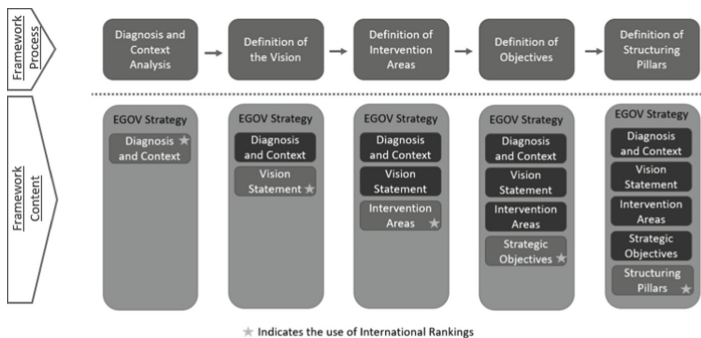 Framework
Process
Diagnosis and
Context
Analysis
Definition of
the Vision
Definition of
Intervention
Areas
Definition of
Objectives
Definition of
Structuring
Pillars
Framework
Content
EGOV Strategy
Diagnosis
and Context
EGOV Strategy
Diagnosis
and Context
Vision
Statement
EGOV Strategy
Diagnosis
and Context
Vision
Statement
Intervention
Areas
EGOV Strategy
Diagnosis
and Context
Vision
Statement
Intervention
Areas
Strategic
Objectives
EGOV Strategy
Diagnosis
and Context
Vision
Statement
Intervention
Areas
Strategic
Objectives
Structuring
Pillars
Indicates the use of International Rankings